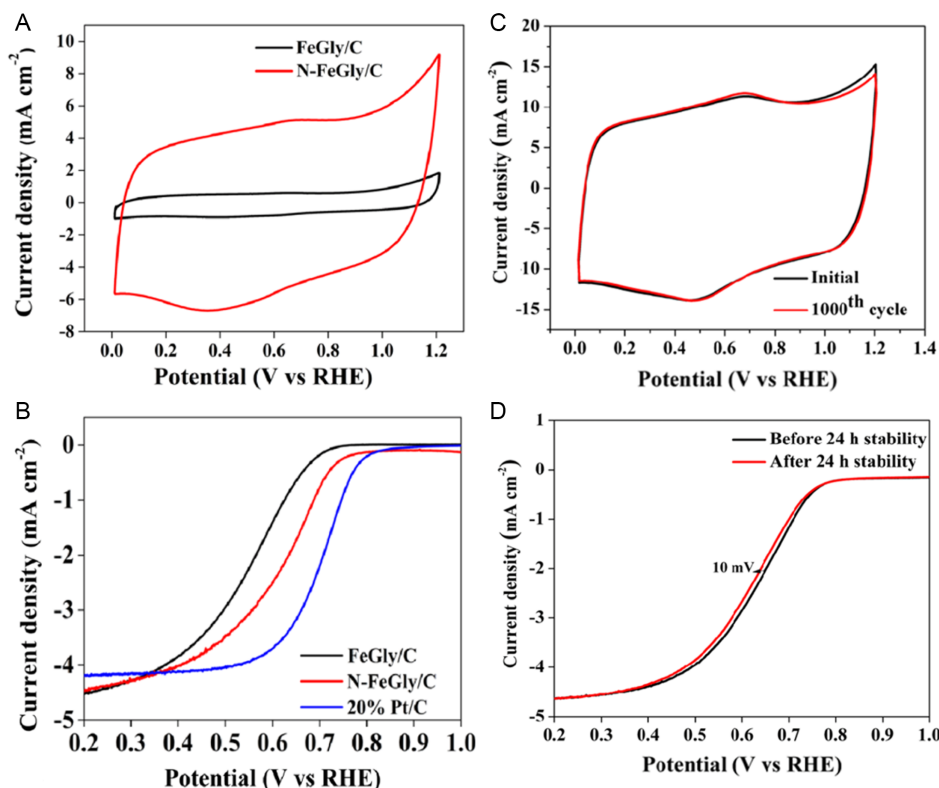 A
Current density (mA cm-2)
10
8
6
4
2
0
-2
-4
-6
-8
FeGly/C
N-FeGly/C
0.0 0.2 0.4 0.6 0.8 1.0 1.2
Potential (V vs RHE)
C
Current density (mA cm-2)
20
15
10
5
0
-5
-10
-15
Initial
1000th cycle
0.0 0.2 0.4 0.6 0.8 1.0 1.2 1.4
Potential (V vs RHE)
B
Current density (mA cm-2)
0
-1
-2
-3
-4
-5
FeGly/C
N-FeGly/C
20% Pt/C
0.2 0.3 0.4 0.5 0.6 0.7 0.8 0.9 1.0
Potential (V vs RHE)
D
Current density (mA cm-2)
1
0
-1
-2
-3
-4
-5
Before 24 h stability
After 24 h stability
10 mV
0.2 0.3 0.4 0.5 0.6 0.7 0.8 0.9 1.0
Potential (V vs RHE)